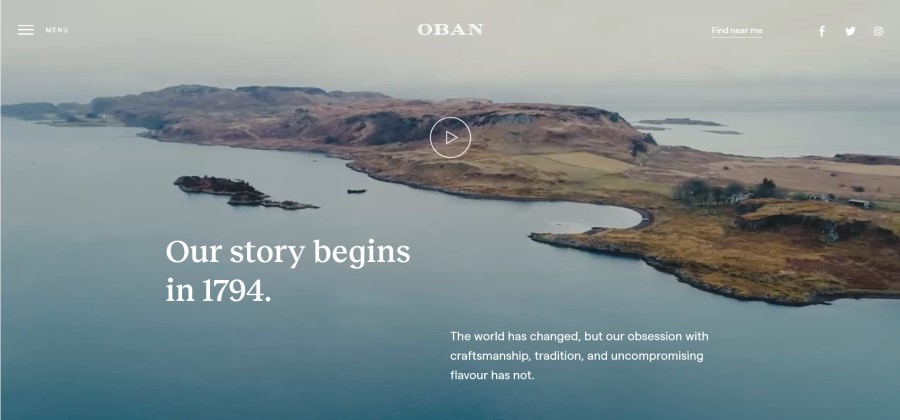 MENU
OBAN
Find near me
Our story begins
in 1794.
The world has changed, but our obsession with
craftsmanship, tradition, and uncompromising
flavour has not.